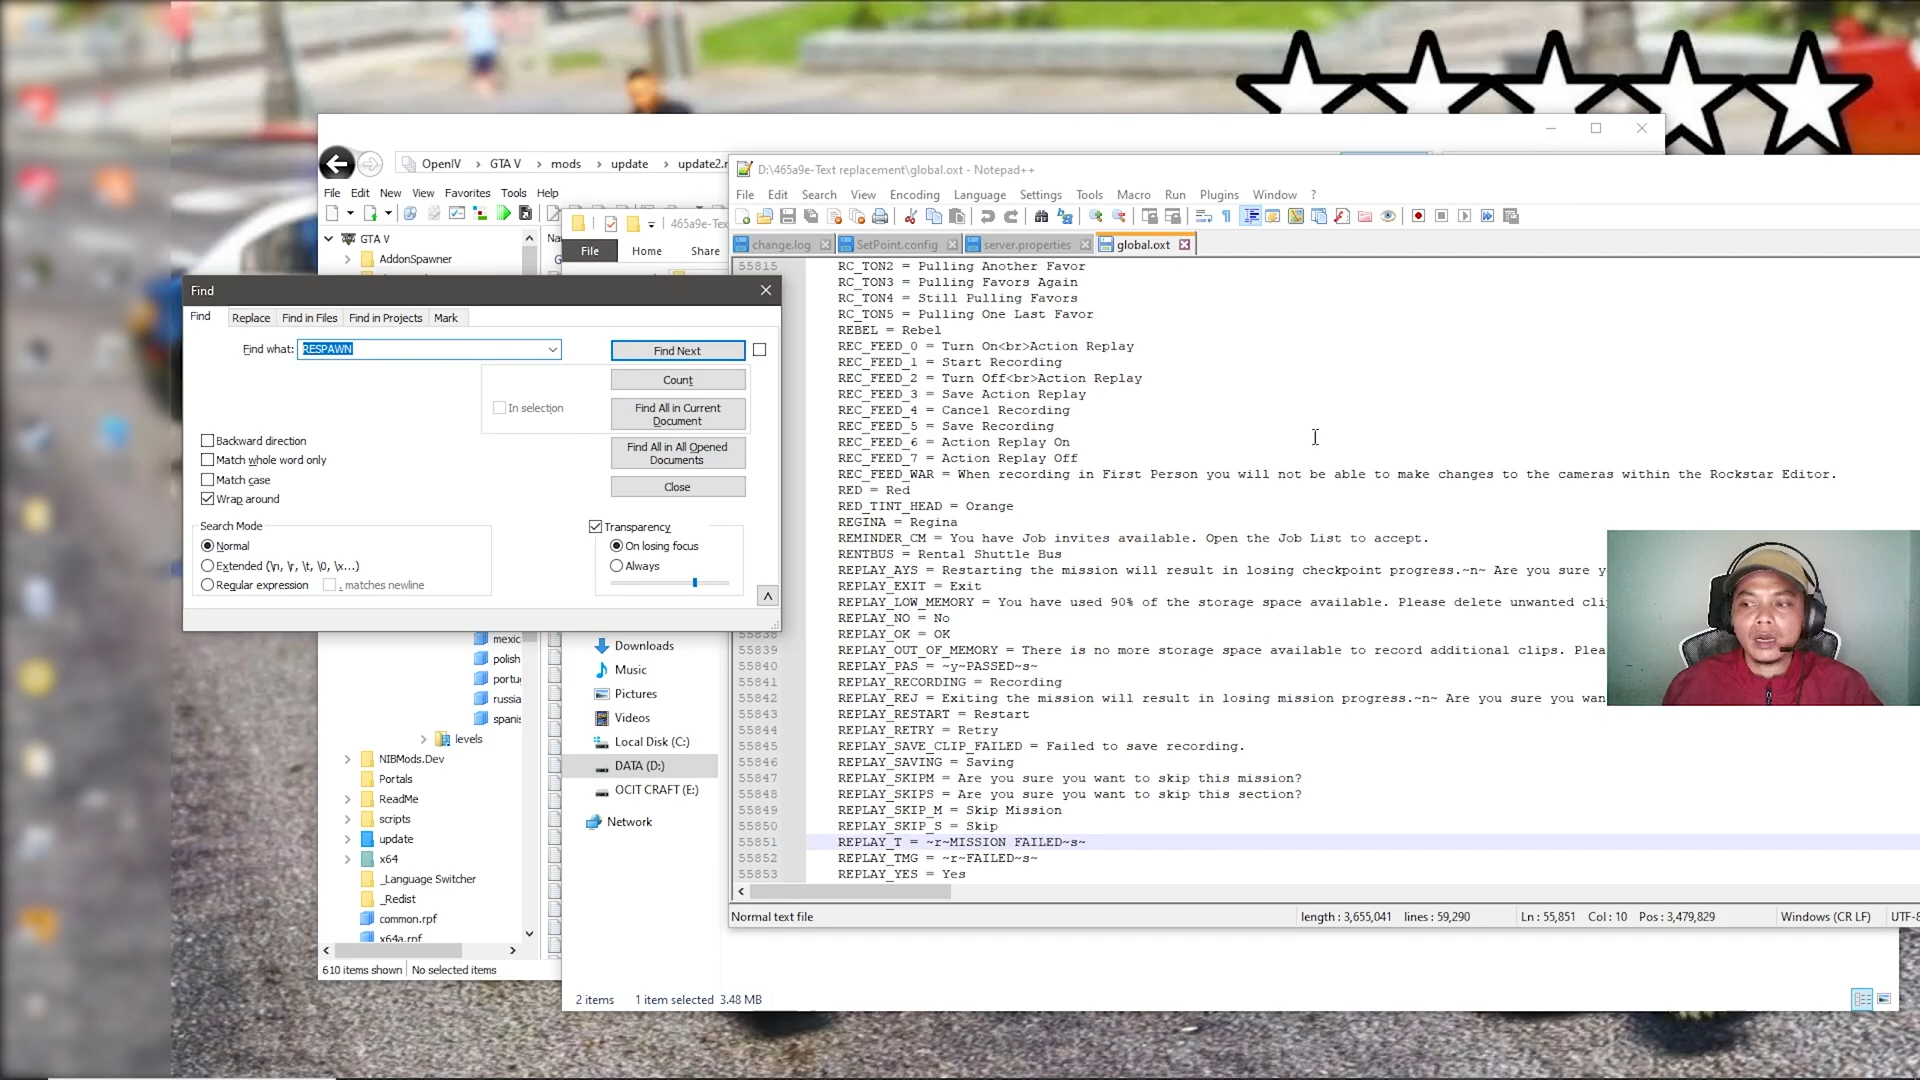 OpenIV > GTA V > mods > update > update2.r
File Edit New View Favorites Tools Help
GTA V
AddonSpawner
465a9e-Tex
File Home Share
D:\465a9e-Text replacement\global.oxt - Notepad++
File Edit Search View Encoding Language Settings Tools Macro Run Plugins Window ?
change.log SetPoint.config server.properties global.oxt
Find
Find Replace Find in Files Find in Projects Mark
Find what: RESPAWN
Find Next
Count
In selection
Find All in Current Document
Find All in All Opened Documents
Close
Backward direction
Match whole word only
Match case
Wrap around
Search Mode
Normal
Extended (\n, \r, \t, \0, \x...)
Regular expression
. matches newline
Transparency
On losing focus
Always
55815 RC_TON2 = Pulling Another Favor
RC_TON3 = Pulling Favors Again
RC_TON4 = Still Pulling Favors
RC_TON5 = Pulling One Last Favor
REBEL = Rebel
REC_FEED_0 = Turn On<br>Action Replay
REC_FEED_1 = Start Recording
REC_FEED_2 = Turn Off<br>Action Replay
REC_FEED_3 = Save Action Replay
REC_FEED_4 = Cancel Recording
REC_FEED_5 = Save Recording
REC_FEED_6 = Action Replay On
REC_FEED_7 = Action Replay Off
REC_FEED_WAR = When recording in First Person you will not be able to make changes to the cameras within the Rockstar Editor.
RED = Red
RED_TINT_HEAD = Orange
REGINA = Regina
REMINDER_CM = You have Job invites available. Open the Job List to accept.
RENTBUS = Rental Shuttle Bus
REPLAY_AYS = Restarting the mission will result in losing checkpoint progress.~n~ Are you sure y
REPLAY_EXIT = Exit
REPLAY_LOW_MEMORY = You have used 90% of the storage space available. Please delete unwanted cli
REPLAY_NO = No
55838 REPLAY_OK = OK
55839 REPLAY_OUT_OF_MEMORY = There is no more storage space available to record additional clips. Plea
55840 REPLAY_PAS = ~y~PASSED~s~
55841 REPLAY_RECORDING = Recording
55842 REPLAY_REJ = Exiting the mission will result in losing mission progress.~n~ Are you sure you wan
55843 REPLAY_RESTART = Restart
55844 REPLAY_RETRY = Retry
55845 REPLAY_SAVE_CLIP_FAILED = Failed to save recording.
55846 REPLAY_SAVING = Saving
55847 REPLAY_SKIPM = Are you sure you want to skip this mission?
55848 REPLAY_SKIPS = Are you sure you want to skip this section?
55849 REPLAY_SKIP_M = Skip Mission
55850 REPLAY_SKIP_S = Skip
55851 REPLAY_T = ~r~MISSION FAILED~s~
55852 REPLAY_TMG = ~r~FAILED~s~
55853 REPLAY_YES = Yes
Normal text file length : 3,655,041 lines : 59,290 Ln : 55,851 Col : 10 Pos : 3,479,829 Windows (CR LF) UTF-8
mexic
polish
portu
russia
spanis
levels
NIBMods.Dev
Portals
ReadMe
scripts
update
x64
_Language Switcher
_Redist
common.rpf
x64a.rpf
610 items shown No selected items
Downloads
Music
Pictures
Videos
Local Disk (C:)
DATA (D:)
OCIT CRAFT (E:)
Network
2 items 1 item selected 3.48 MB